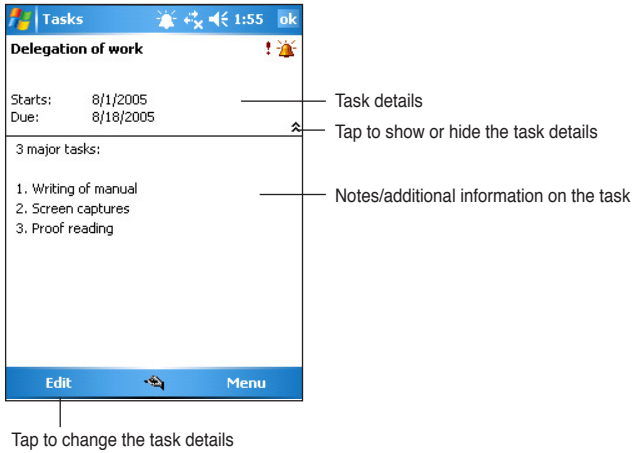 Tasks 1:55 ok
Delegation of work !
Starts: 8/1/2005
Due: 8/18/2005
Task details
Tap to show or hide the task details
3 major tasks:
1. Writing of manual
2. Screen captures
3. Proof reading
Notes/additional information on the task
Edit Menu
Tap to change the task details